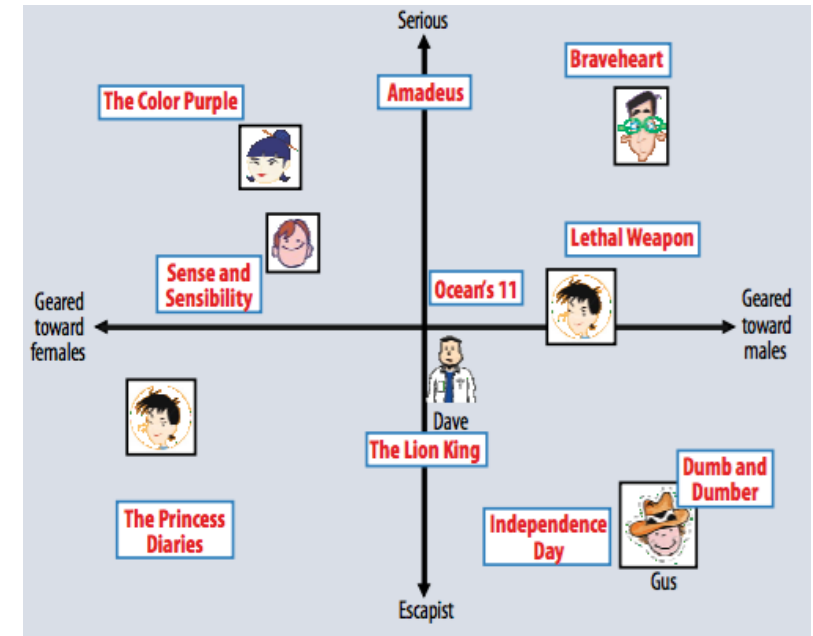 Serious
Braveheart
Amadeus
The Color Purple
Lethal Weapon
Sense and
Sensibility
Ocean's 11
Geared
toward
females
Geared
toward
males
Dave
The Lion King
Dumb and
Dumber
The Princess
Diaries
Independence
Day
Gus
Escapist